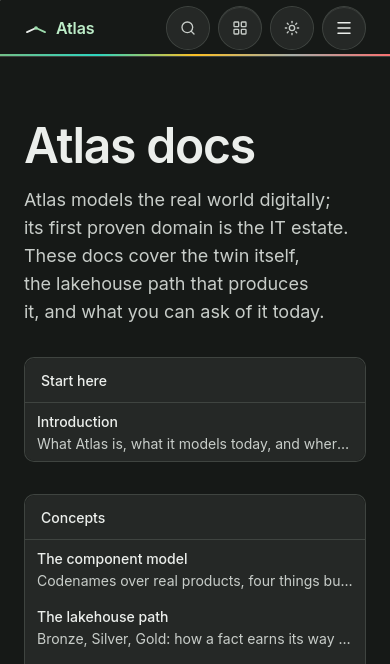 Atlas
Atlas docs
Atlas models the real world digitally;
its first proven domain is the IT estate.
These docs cover the twin itself,
the lakehouse path that produces
it, and what you can ask of it today.
Start here
Introduction
What Atlas is, what it models today, and wher...
Concepts
The component model
Codenames over real products, four things bu...
The lakehouse path
Bronze, Silver, Gold: how a fact earns its way ...